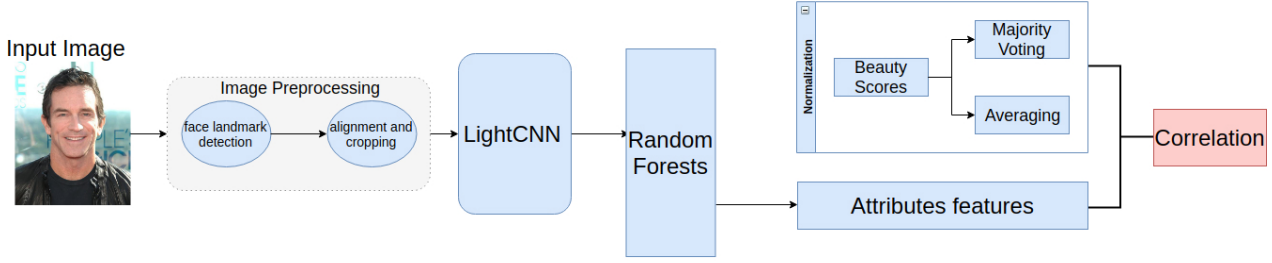 Input Image
Image Preprocessing
face landmark
detection
alignment and
cropping
LightCNN
Random
Forests
Normalization
Beauty
Scores
Majority
Voting
Averaging
Attributes features
Correlation